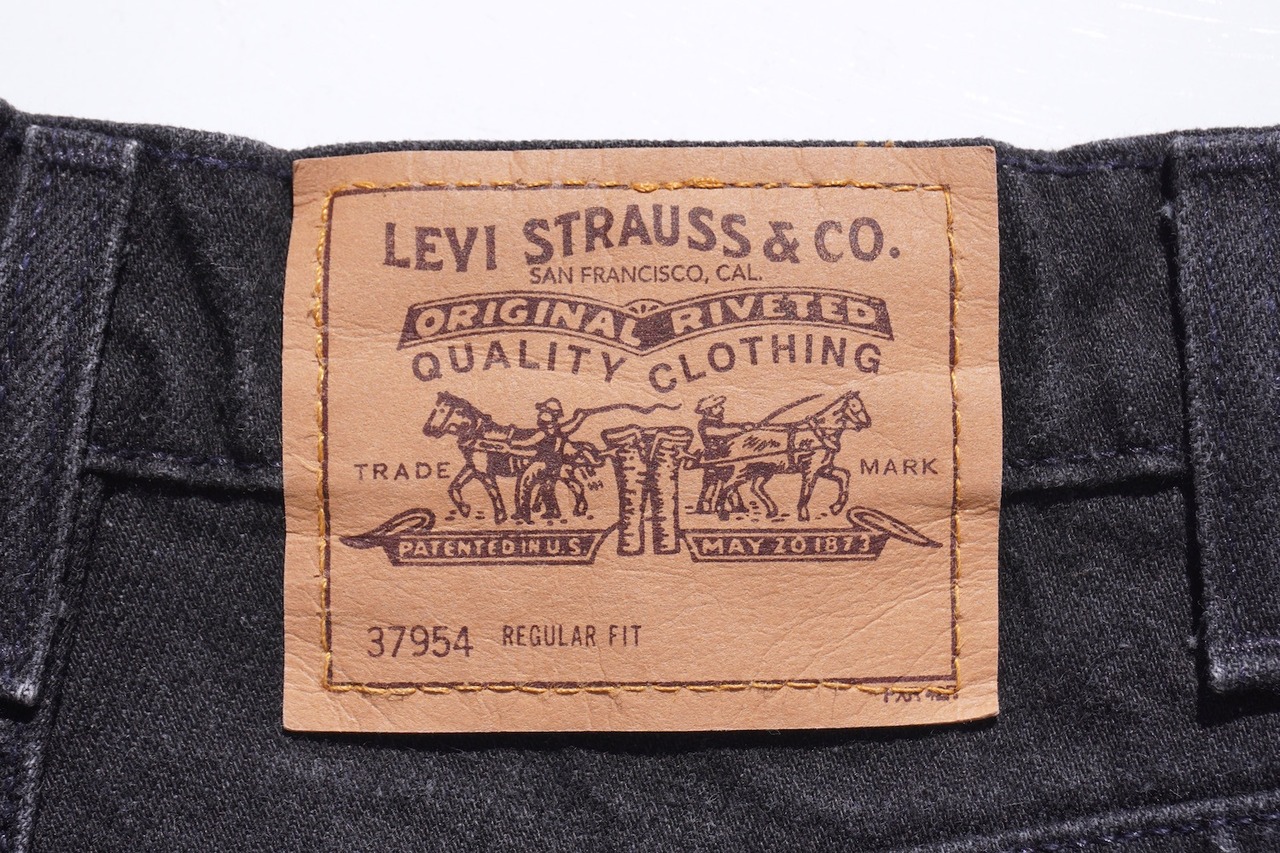 LEVI STRAUSS & CO.
SAN FRANCISCO, CAL.
ORIGINAL RIVETED
QUALITY CLOTHING
TRADE MARK
PATENTED IN U.S. MAY 20 1873
37954 REGULAR FIT